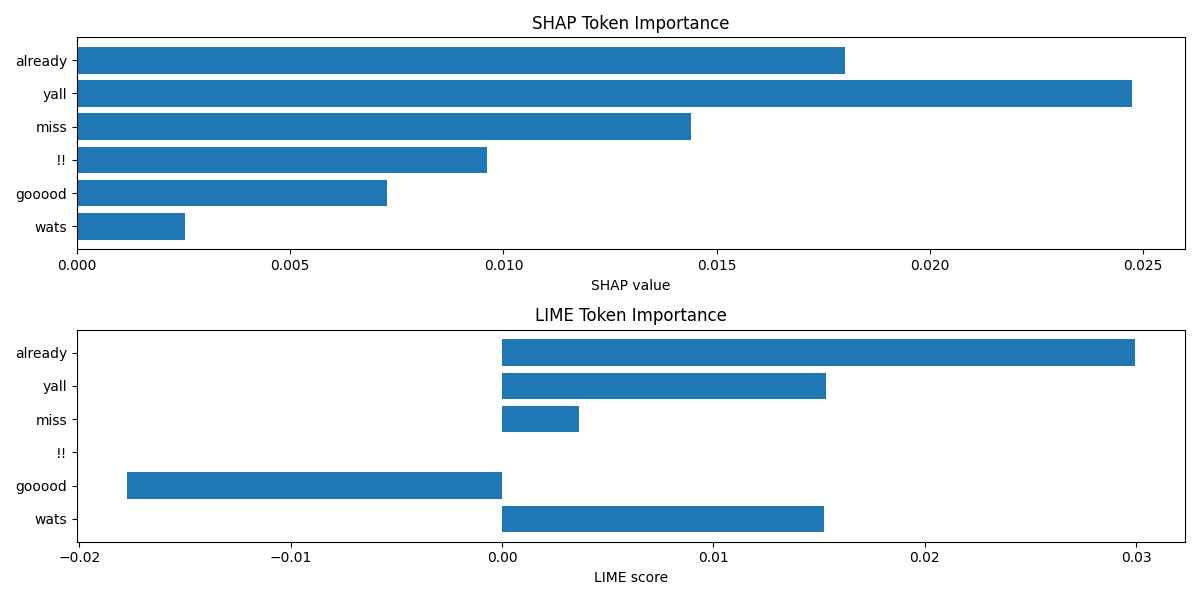 SHAP Token Importance
already
yall
miss
!!
gooood
wats
0.000 0.005 0.010 0.015 0.020 0.025
SHAP value
LIME Token Importance
already
yall
miss
!!
gooood
wats
−0.02 −0.01 0.00 0.01 0.02 0.03
LIME score